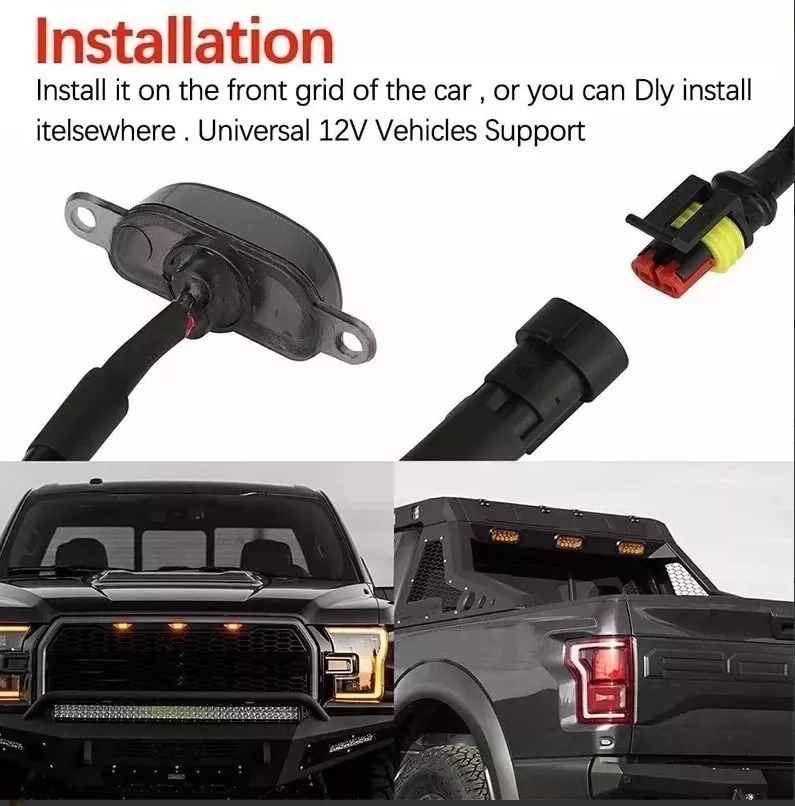 Installation
Install it on the front grid of the car , or you can Dly install
itelsewhere . Universal 12V Vehicles Support